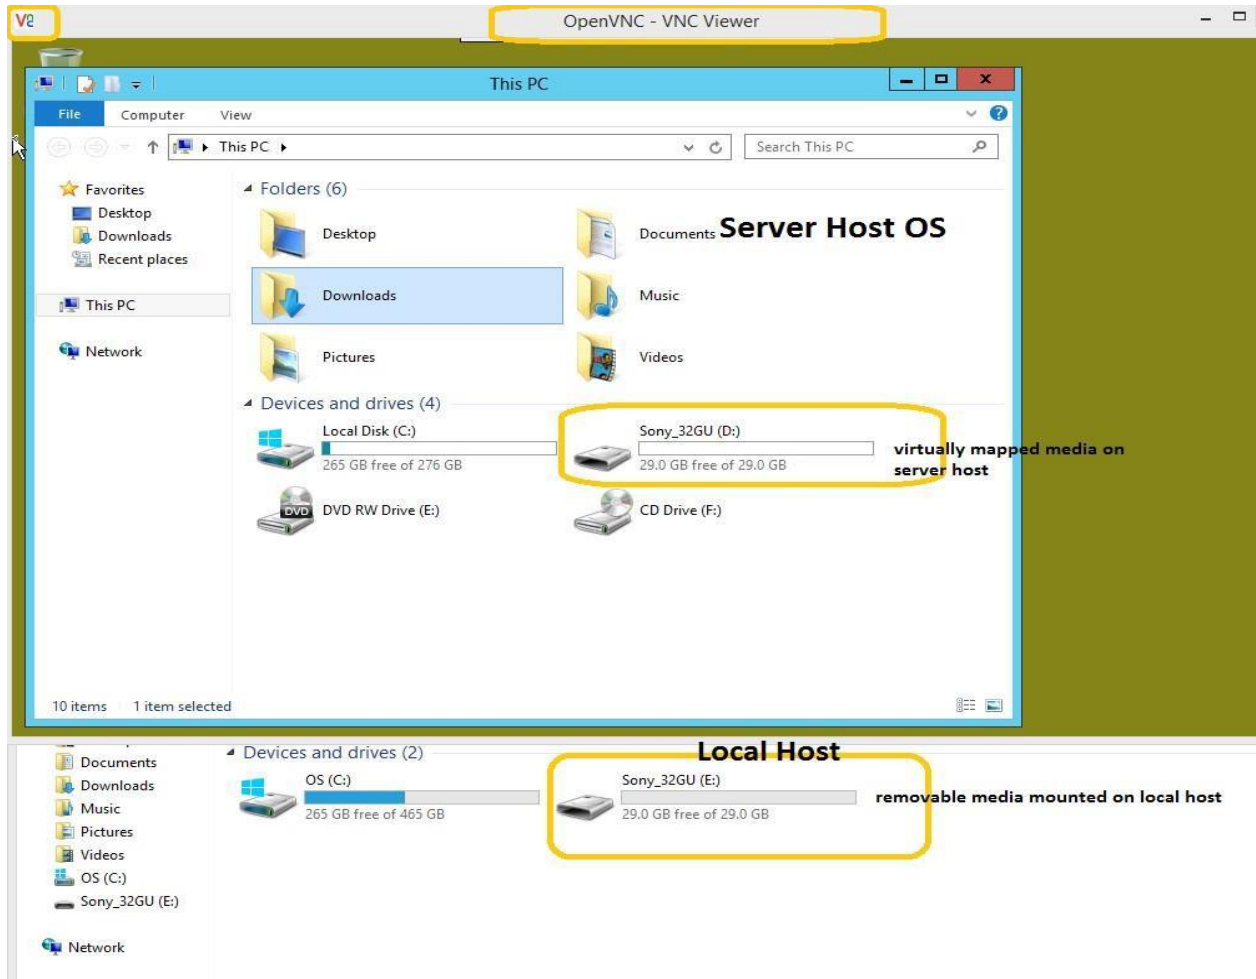 V2 OpenVNC - VNC Viewer
This PC
File Computer View
This PC Search This PC
Favorites
Desktop
Downloads
Recent places
This PC
Network
Folders (6)
Desktop Documents Server Host OS
Downloads Music
Pictures Videos
Devices and drives (4)
Local Disk (C:) Sony_32GU (D:)
265 GB free of 276 GB 29.0 GB free of 29.0 GB
virtually mapped media on
server host
DVD DVD RW Drive (E:) CD Drive (F:)
10 items 1 item selected
Documents
Downloads
Music
Pictures
Videos
OS (C:)
Sony_32GU (E:)
Network
Devices and drives (2) Local Host
OS (C:) Sony_32GU (E:)
265 GB free of 465 GB 29.0 GB free of 29.0 GB
removable media mounted on local host